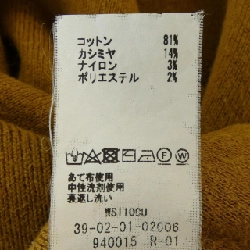 コットン 81%
カシミヤ 14%
ナイロン 3%
ポリエステル 2%
あて布使用
中性洗剤使用
裏返し洗い
39-02-01-02006
940015 R-01